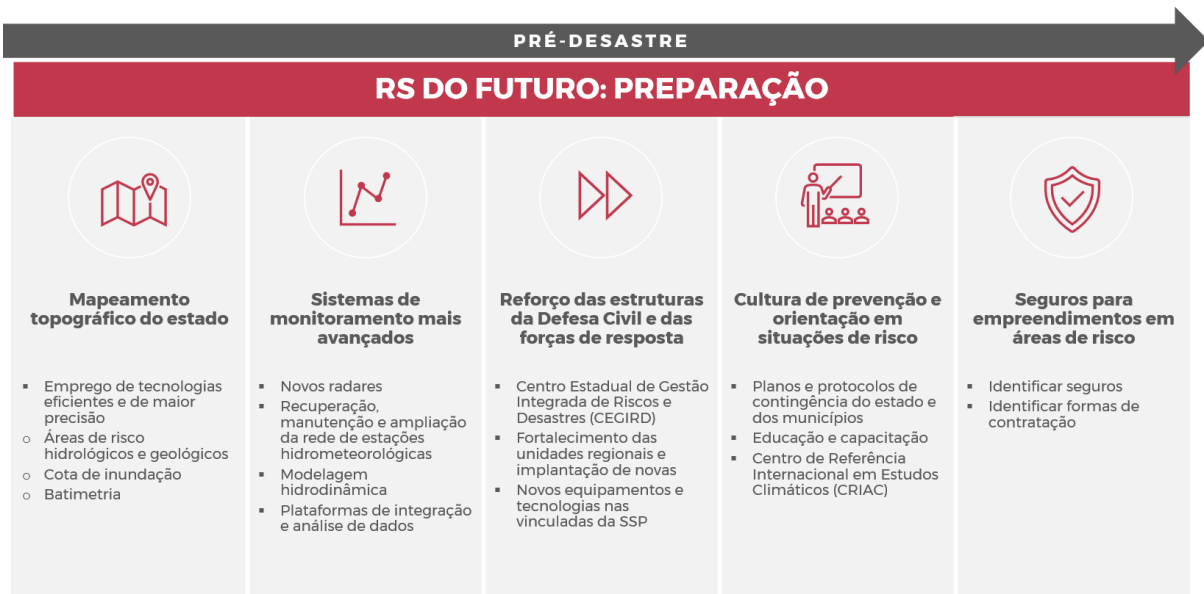 PRÉ-DESASTRE
RS DO FUTURO: PREPARAÇÃO
Mapeamento
topográfico do estado
▪ Emprego de tecnologias
eficientes e de maior
precisão
o Áreas de risco
hidrológicos e geológicos
o Cota de inundação
o Batimetria
Sistemas de
monitoramento mais
avançados
▪ Novos radares
▪ Recuperação,
manutenção e ampliação
da rede de estações
hidrometeorológicas
▪ Modelagem
hidrodinâmica
▪ Plataformas de integração
e análise de dados
Reforço das estruturas
da Defesa Civil e das
forças de resposta
▪ Centro Estadual de Gestão
Integrada de Riscos e
Desastres (CEGIRD)
▪ Fortalecimento das
unidades regionais e
implantação de novas
▪ Novos equipamentos e
tecnologias nas
vinculadas da SSP
Cultura de prevenção e
orientação em
situações de risco
▪ Planos e protocolos de
contingência do estado e
dos municípios
▪ Educação e capacitação
▪ Centro de Referência
Internacional em Estudos
Climáticos (CRIAC)
Seguros para
empreendimentos em
áreas de risco
▪ Identificar seguros
▪ Identificar formas de
contratação